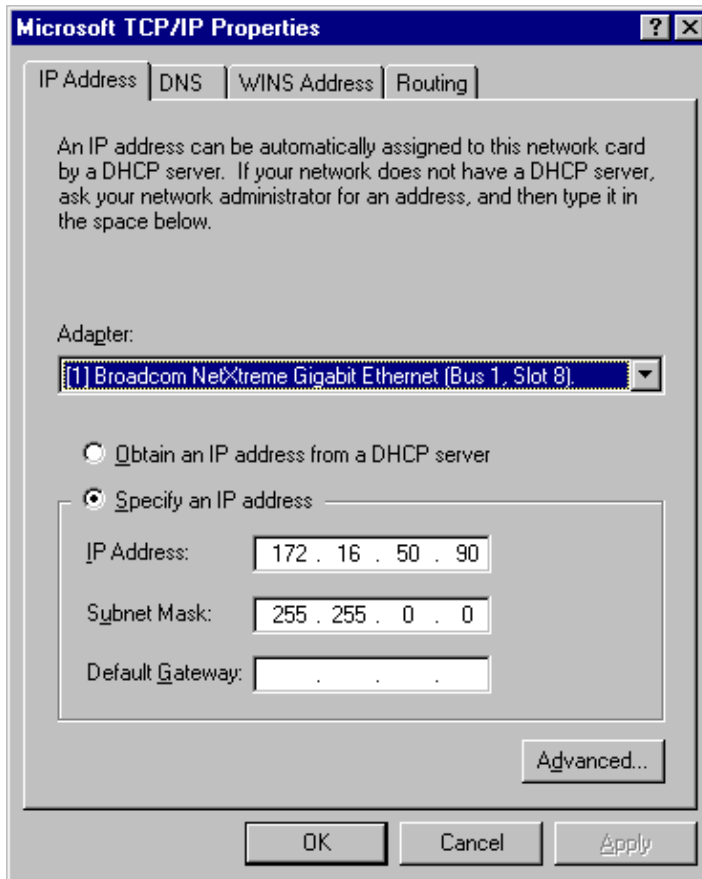 Microsoft TCP/IP Properties
IP Address DNS WINS Address Routing
An IP address can be automatically assigned to this network card
by a DHCP server. If your network does not have a DHCP server,
ask your network administrator for an address, and then type it in
the space below.
Adapter:
[1] Broadcom NetXtreme Gigabit Ethernet (Bus 1, Slot 8).
Obtain an IP address from a DHCP server
Specify an IP address
IP Address: 172 . 16 . 50 . 90
Subnet Mask: 255 . 255 . 0 . 0
Default Gateway: . . .
Advanced...
OK Cancel Apply